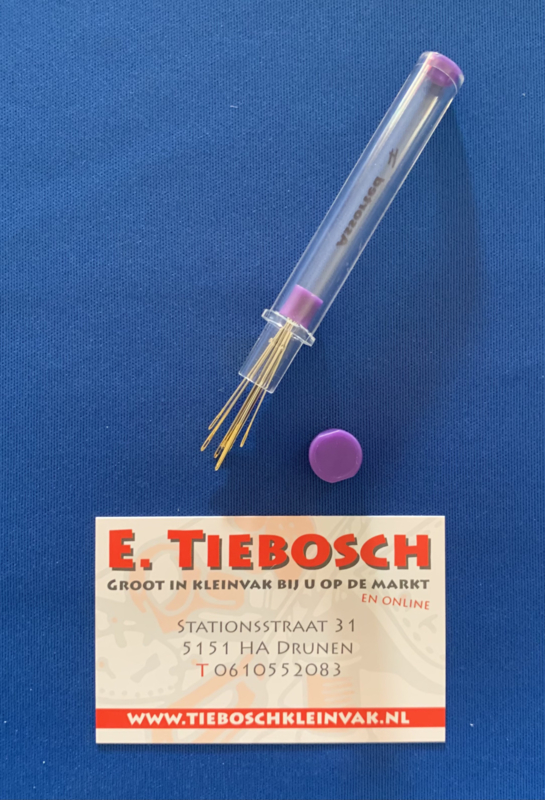 Assorted #
E. TIEBOSCH
GROOT IN KLEINVAK BIJ U OP DE MARKT
EN ONLINE
STATIONSSTRAAT 31
5151 HA DRUNEN
T 0610552083
WWW.TIEBOSCHKLEINVAK.NL